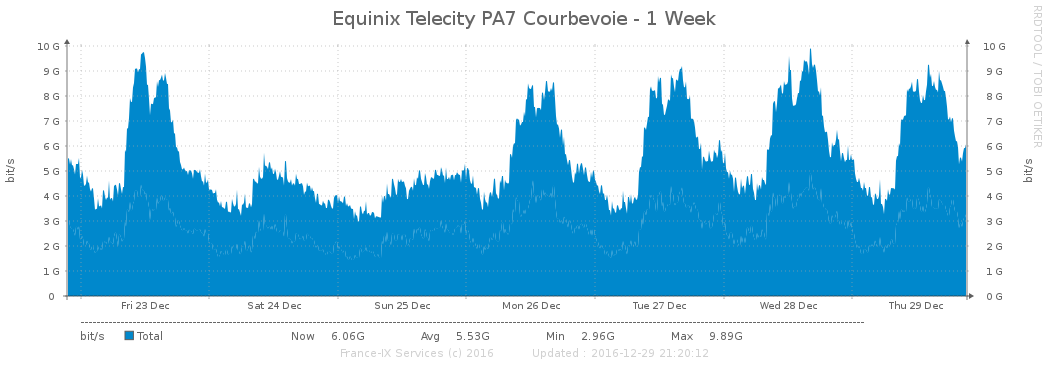 Equinix Telecity PA7 Courbevoie - 1 Week
RRDTOOL / TOBI OETIKER
bit/s
10 G
9 G
8 G
7 G
6 G
5 G
4 G
3 G
2 G
1 G
0
10 G
9 G
8 G
7 G
6 G
5 G
4 G
3 G
2 G
1 G
0 G
bit/s
Fri 23 Dec Sat 24 Dec Sun 25 Dec Mon 26 Dec Tue 27 Dec Wed 28 Dec Thu 29 Dec
bit/s Total Now 6.06G Avg 5.53G Min 2.96G Max 9.89G
France-IX Services (c) 2016 Updated : 2016-12-29 21:20:12